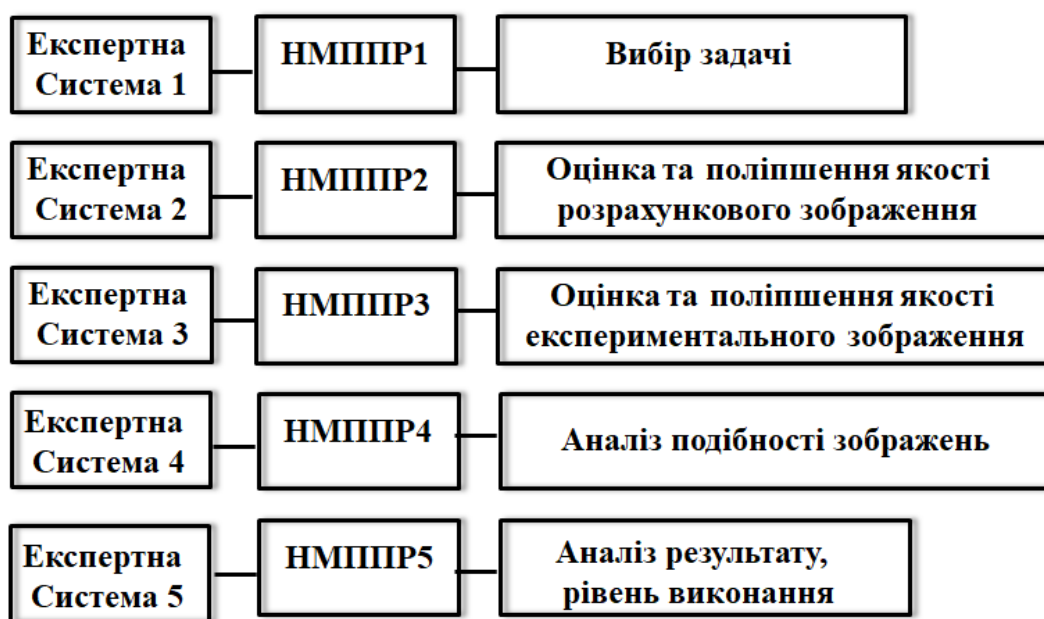 Експертна
Система 1
НМППР1
Вибір задачі
Експертна
Система 2
НМППР2
Оцінка та поліпшення якості
розрахункового зображення
Експертна
Система 3
НМППР3
Оцінка та поліпшення якості
експериментального зображення
Експертна
Система 4
НМППР4
Аналіз подібності зображень
Експертна
Система 5
НМППР5
Аналіз результату,
рівень виконання